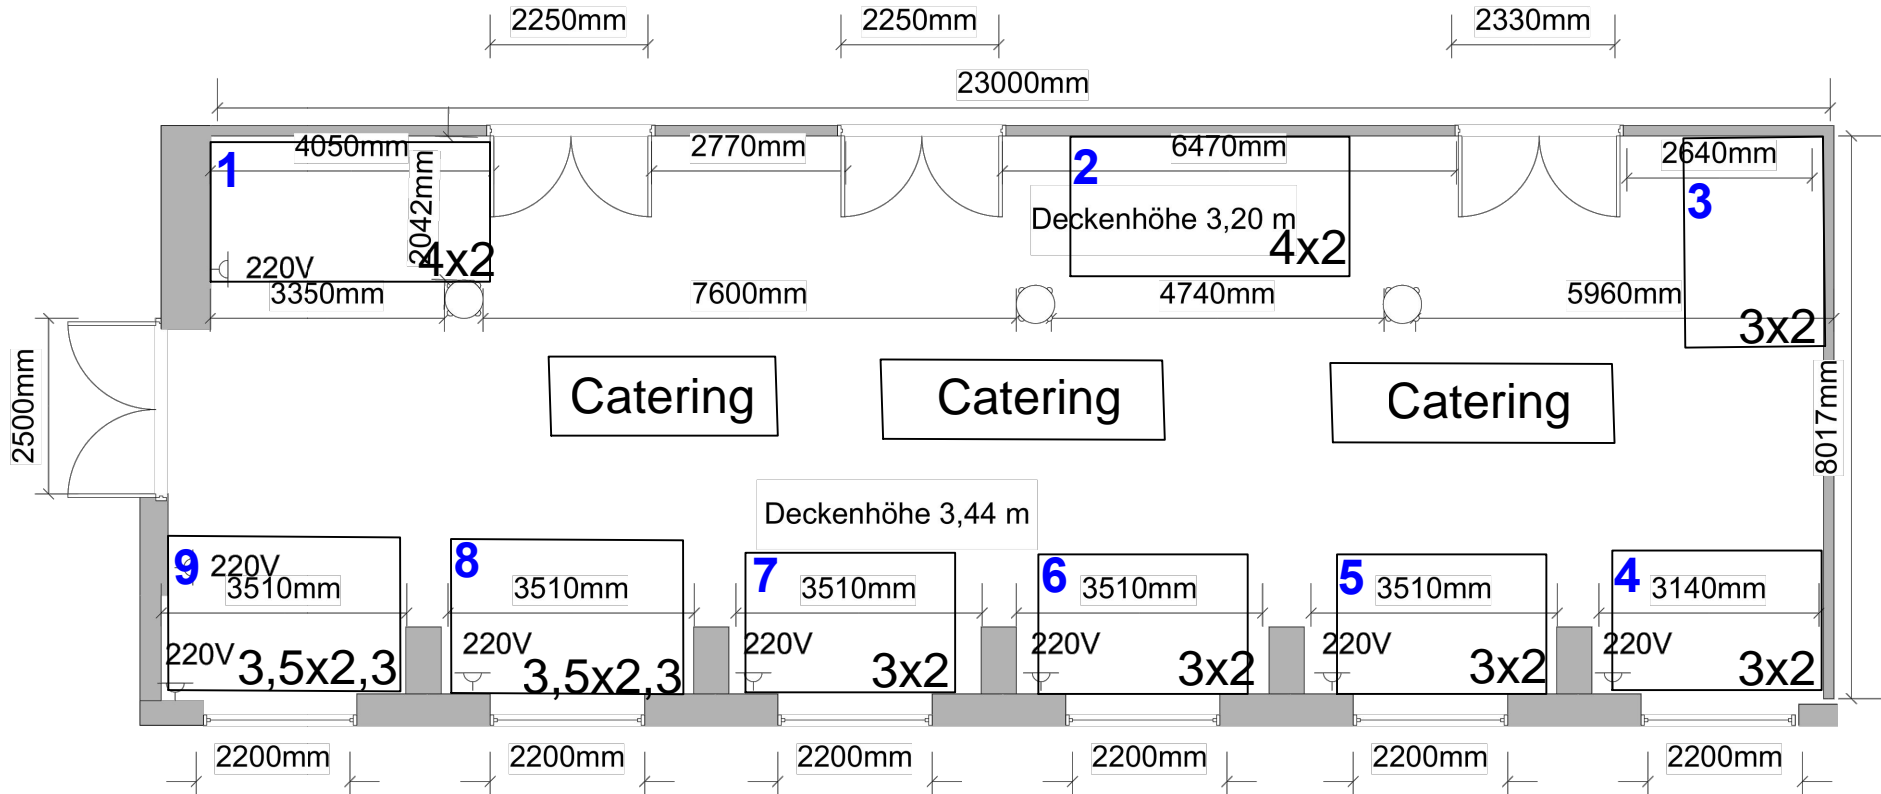 2250mm 2250mm 2330mm
23000mm
4050mm 2770mm 6470mm 2640mm
1 2 3
2042mm
Deckenhöhe 3,20 m
220V 4x2 4x2
3350mm 7600mm 4740mm 5960mm
3x2
2500mm
Catering Catering Catering
8017mm
Deckenhöhe 3,44 m
9 220V 8 7 6 5 4
3510mm 3510mm 3510mm 3510mm 3510mm 3140mm
220V 220V 220V 220V 220V 220V
3,5x2,3 3,5x2,3 3x2 3x2 3x2 3x2
2200mm 2200mm 2200mm 2200mm 2200mm 2200mm